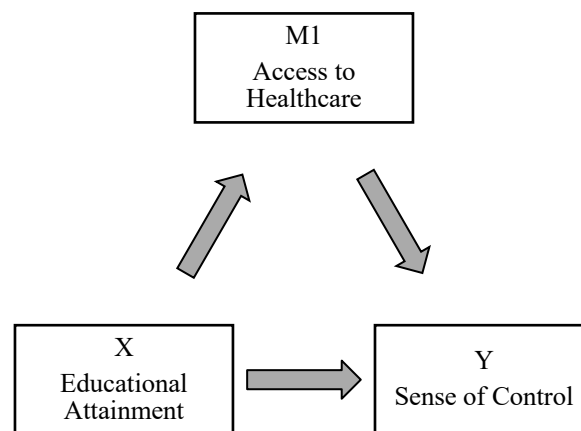 M1
Access to
Healthcare
X
Educational
Attainment
Y
Sense of Control